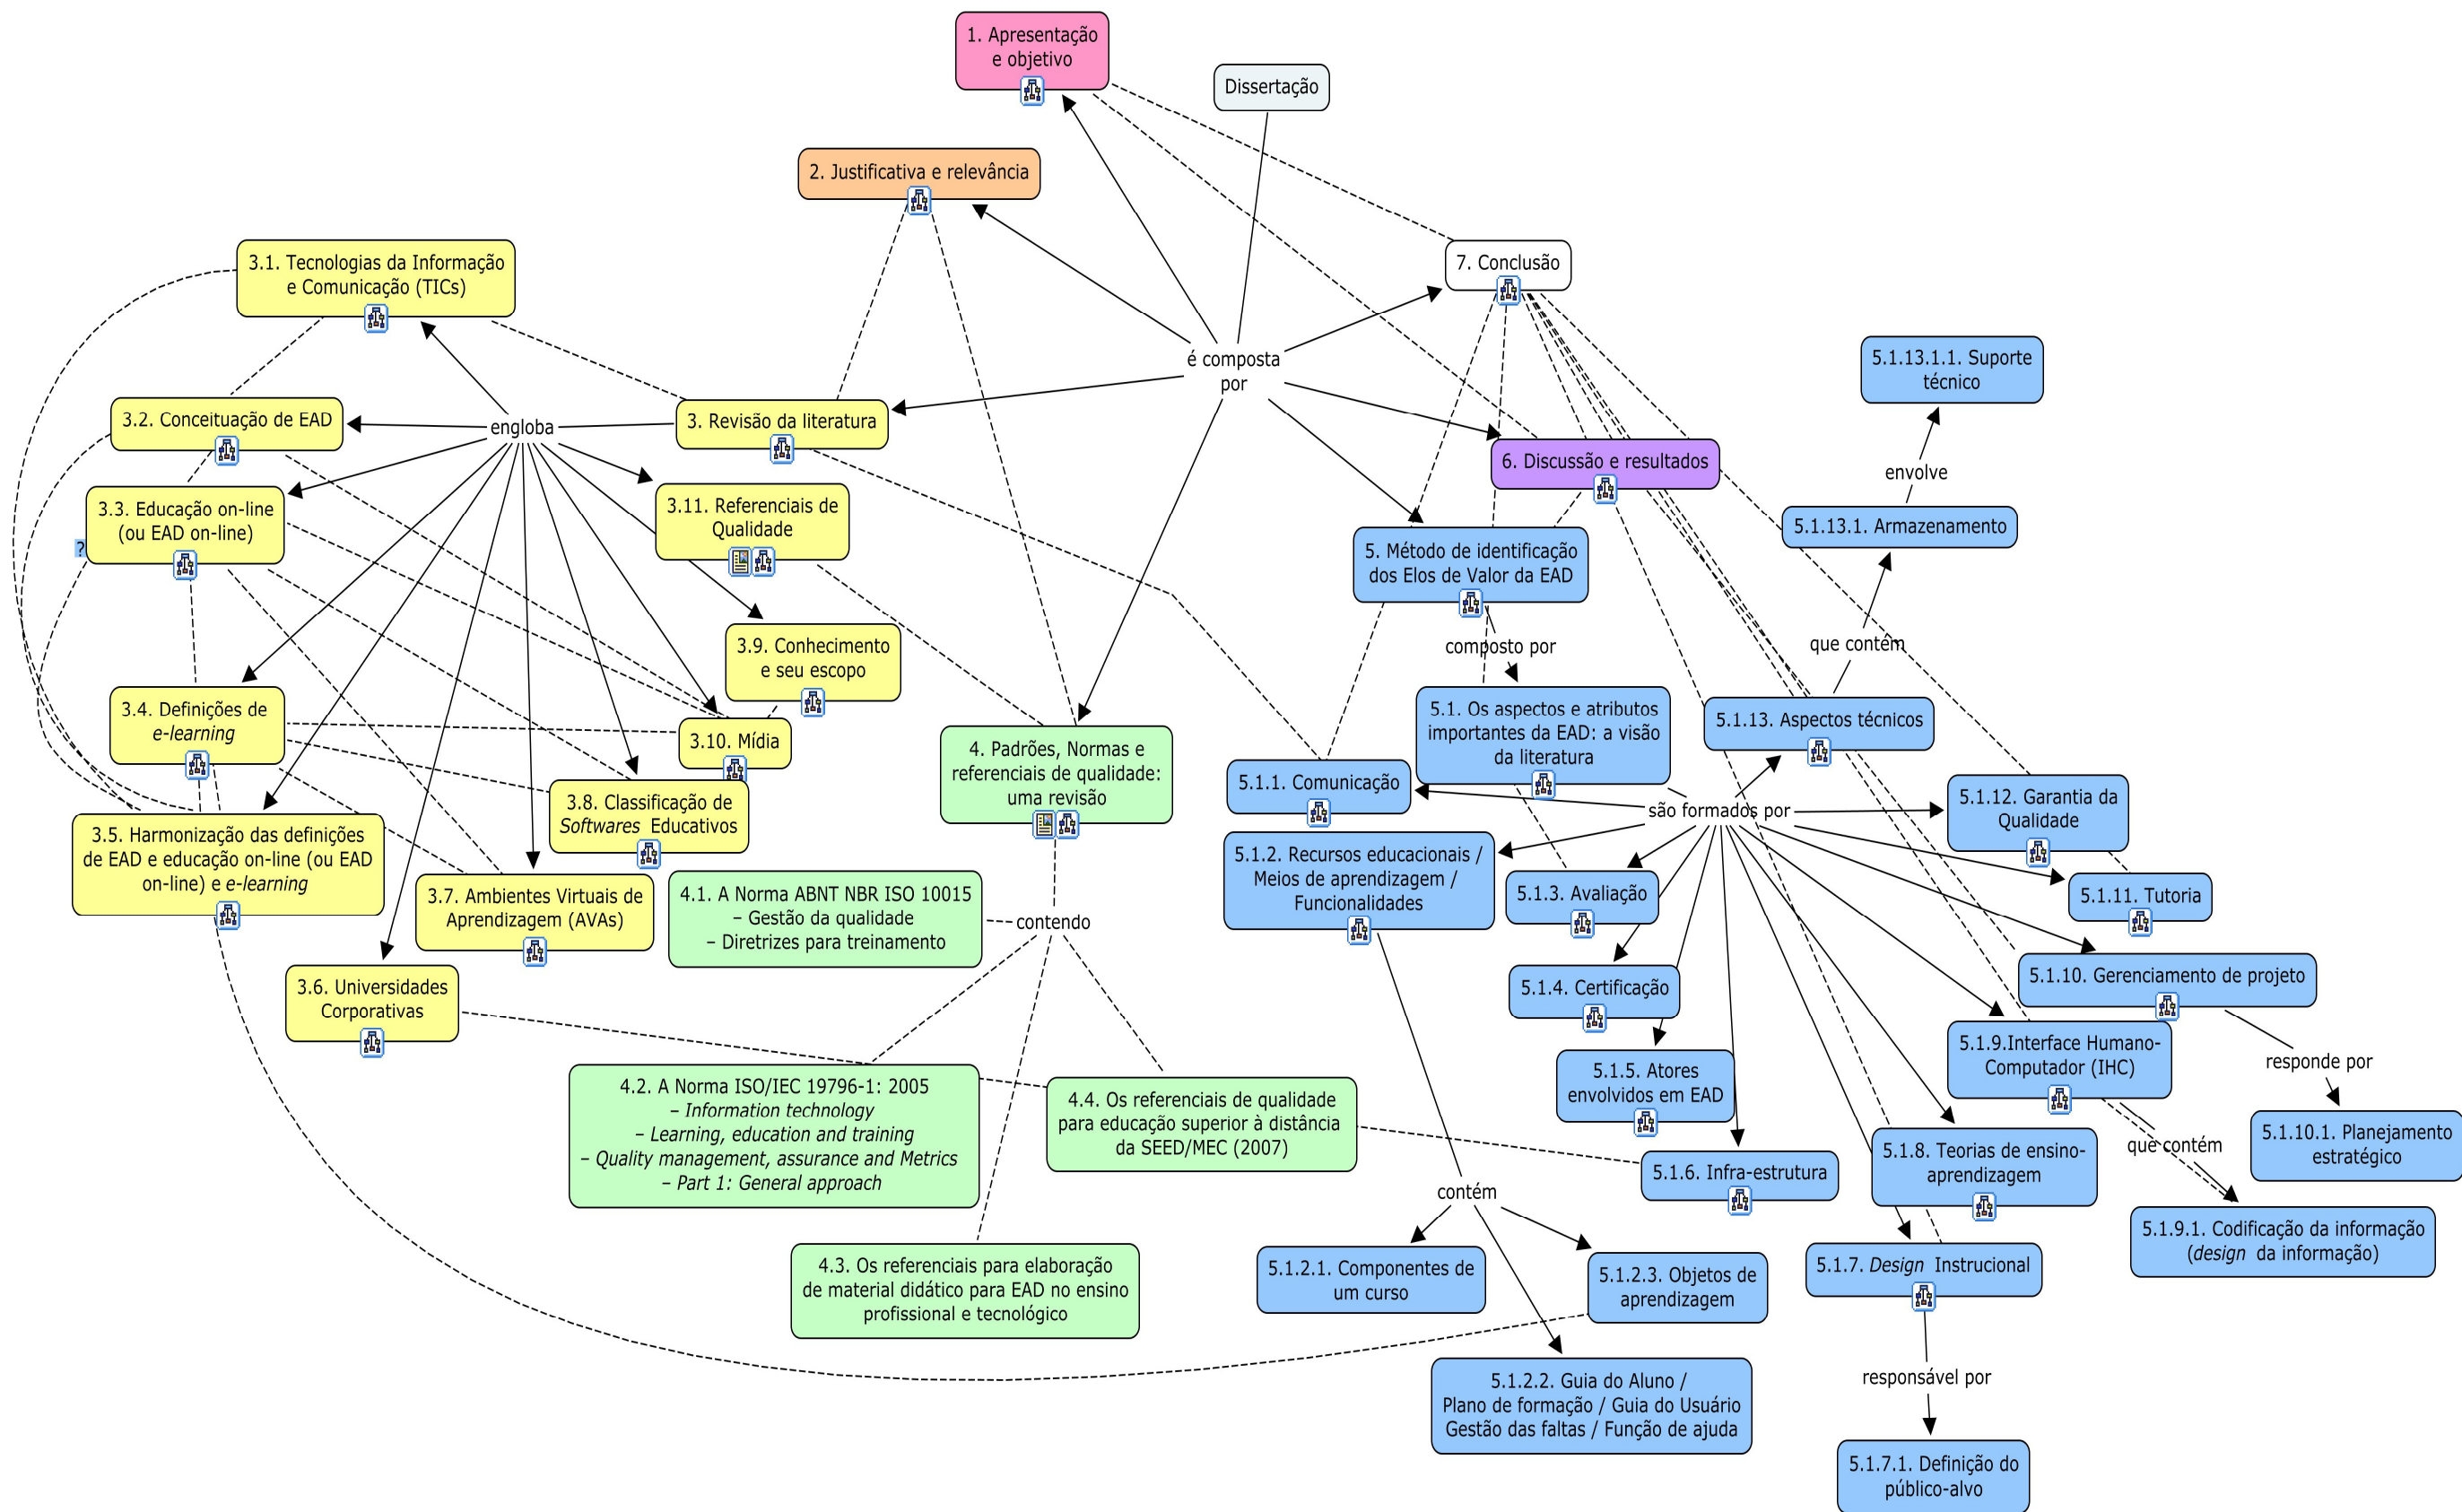 1. Apresentação
e objetivo
Dissertação
2. Justificativa e relevância
3.1. Tecnologias da Informação
e Comunicação (TICs)
7. Conclusão
é composta
por
5.1.13.1.1. Suporte
técnico
3.2. Conceituação de EAD
engloba
3. Revisão da literatura
6. Discussão e resultados
envolve
3.3. Educação on-line
(ou EAD on-line)
?
3.11. Referenciais de
Qualidade
5.1.13.1. Armazenamento
5. Método de identificação
dos Elos de Valor da EAD
composto por
que contém
3.9. Conhecimento
e seu escopo
3.4. Definições de
e-learning
3.10. Mídia
4. Padrões, Normas e
referenciais de qualidade:
uma revisão
5.1. Os aspectos e atributos
importantes da EAD: a visão
da literatura
5.1.13. Aspectos técnicos
5.1.1. Comunicação
são formados por
5.1.12. Garantia da
Qualidade
3.8. Classificação de
Softwares Educativos
3.5. Harmonização das definições
de EAD e educação on-line (ou EAD
on-line) e e-learning
3.7. Ambientes Virtuais de
Aprendizagem (AVAs)
4.1. A Norma ABNT NBR ISO 10015
– Gestão da qualidade
– Diretrizes para treinamento
contendo
5.1.2. Recursos educacionais /
Meios de aprendizagem /
Funcionalidades
5.1.3. Avaliação
5.1.11. Tutoria
3.6. Universidades
Corporativas
5.1.4. Certificação
5.1.10. Gerenciamento de projeto
5.1.9.Interface Humano-
Computador (IHC)
responde por
4.2. A Norma ISO/IEC 19796-1: 2005
– Information technology
– Learning, education and training
– Quality management, assurance and Metrics
– Part 1: General approach
4.4. Os referenciais de qualidade
para educação superior à distância
da SEED/MEC (2007)
5.1.5. Atores
envolvidos em EAD
5.1.6. Infra-estrutura
5.1.8. Teorias de ensino-
aprendizagem
que contém
5.1.10.1. Planejamento
estratégico
contém
4.3. Os referenciais para elaboração
de material didático para EAD no ensino
profissional e tecnológico
5.1.2.1. Componentes de
um curso
5.1.2.3. Objetos de
aprendizagem
5.1.7. Design Instrucional
5.1.9.1. Codificação da informação
(design da informação)
5.1.2.2. Guia do Aluno /
Plano de formação / Guia do Usuário
Gestão das faltas / Função de ajuda
responsável por
5.1.7.1. Definição do
público-alvo